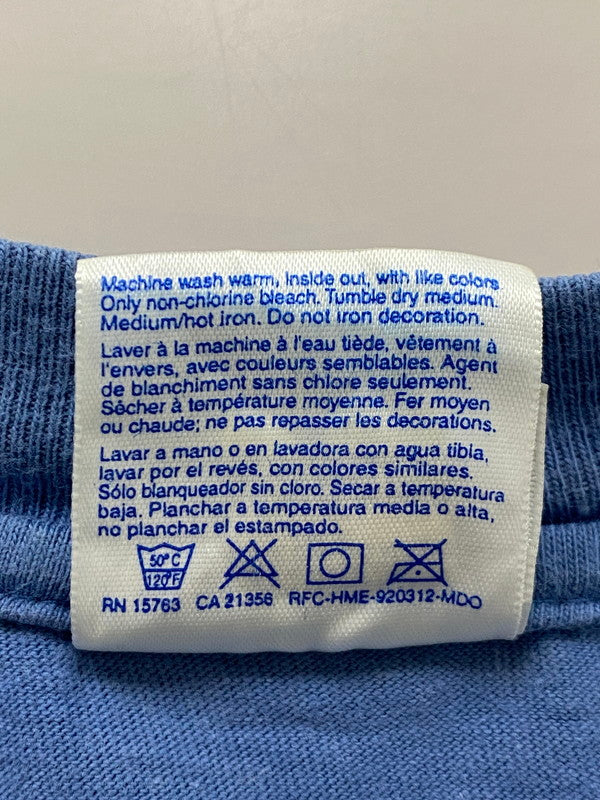 Machine wash warm, inside out, with like colors
Only non-chlorine bleach. Tumble dry medium.
Medium/hot iron. Do not iron decoration.
Laver à la machine à l'eau tiède, vêtement à
l'envers, avec couleurs semblables. Agent
de blanchiment sans chlore seulement.
Sécher à température moyenne. Fer moyen
ou chaude; ne pas repasser les decorations.
Lavar a mano o en lavadora con agua tibia,
lavar por el revés, con colores similares.
Sólo blanqueador sin cloro. Secar a temperatura
baja. Planchar a temperatura media o alta,
no planchar el estampado.
50°C
120°F
RN 15763 CA 21356 RFC-HME-920312-MDO